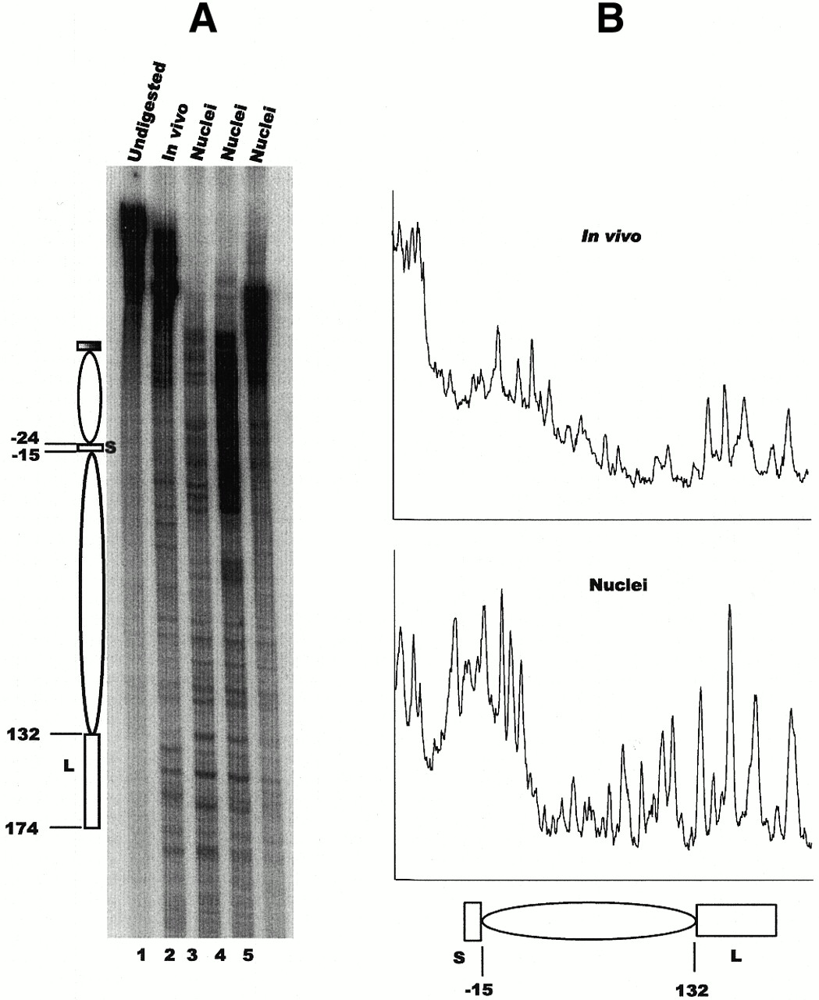 A
B
Undigested
In vivo
Nuclei
Nuclei
Nuclei
In vivo
-24
-15
S
132
L
174
1 2 3 4 5
Nuclei
S
L
-15
132